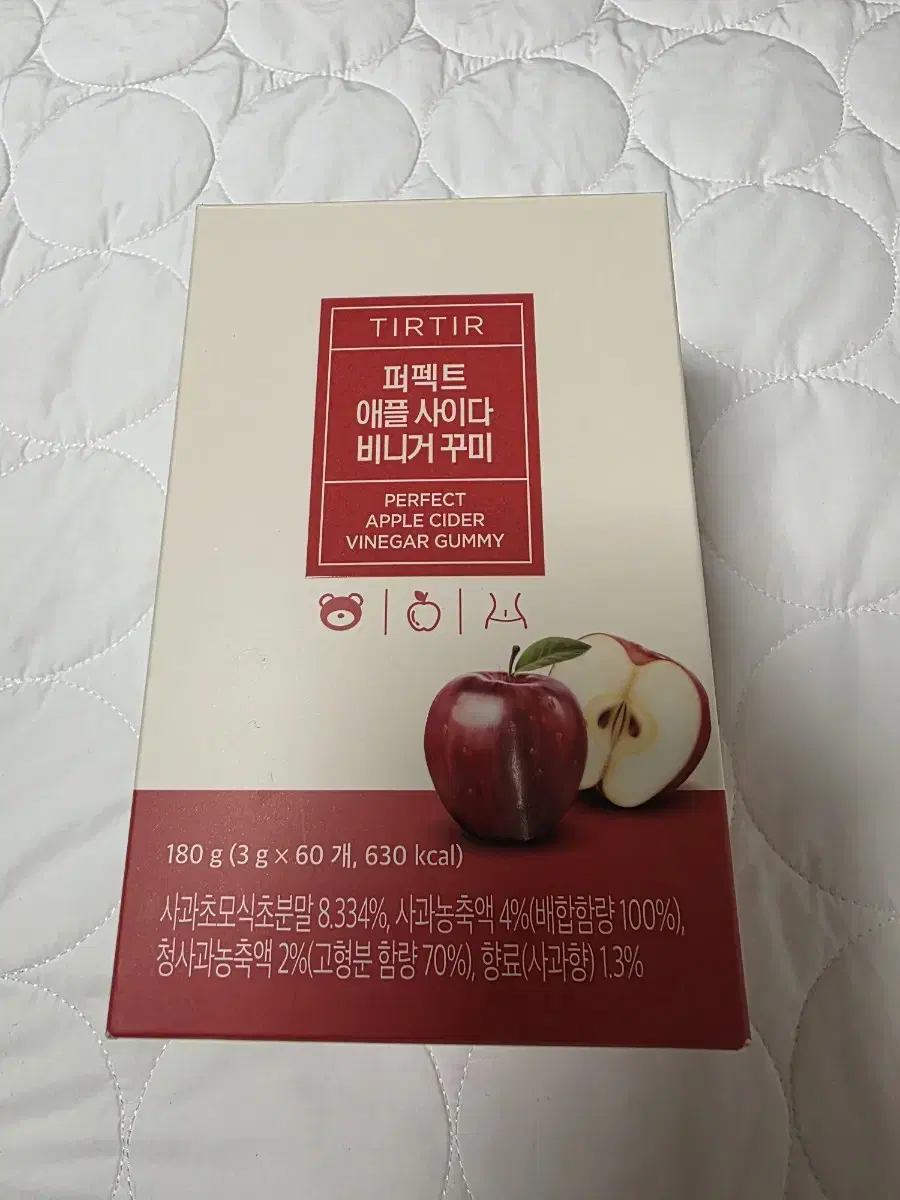 TIRTIR
퍼펙트
애플 사이다
비니거 꾸미
PERFECT
APPLE CIDER
VINEGAR GUMMY
180 g (3 g × 60 개, 630 kcal)
사과초모식초분말 8.334%, 사과농축액 4%(배합함량 100%),
청사과농축액 2%(고형분 함량 70%), 향료(사과향) 1.3%